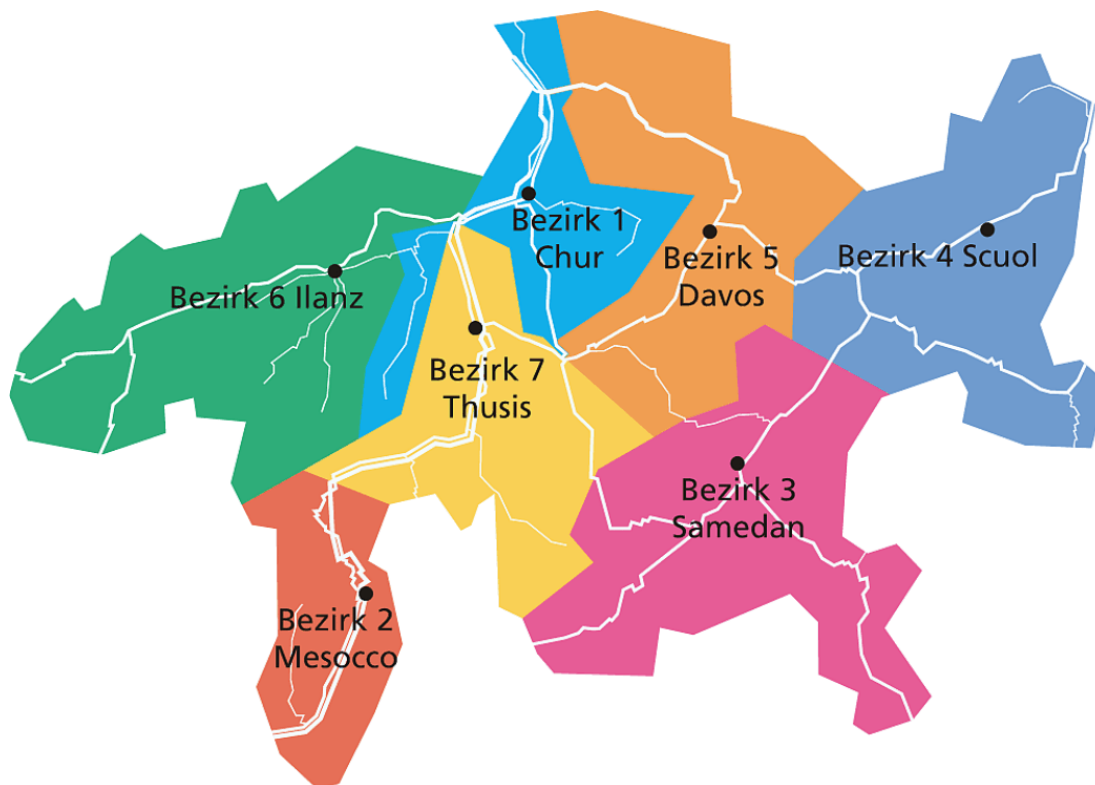 Bezirk 1
Chur
Bezirk 5
Davos
Bezirk 4 Scuol
Bezirk 6 Ilanz
Bezirk 7
Thusis
Bezirk 3
Samedan
Bezirk 2
Mesocco